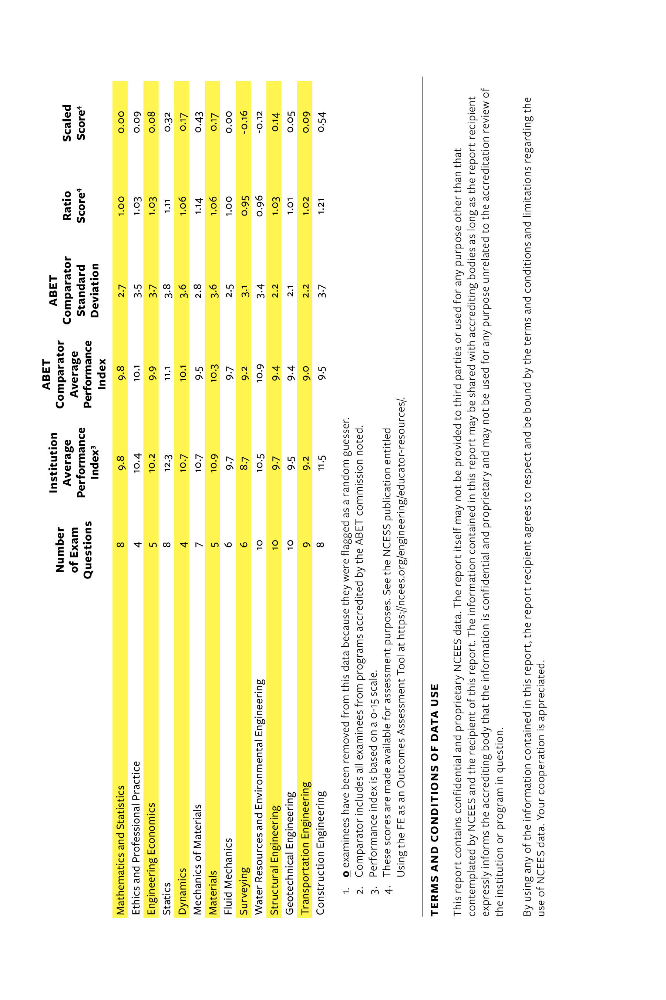 Number of Exam Questions | Institution Average Performance Index³ | ABET Comparator Average Performance Index | ABET Comparator Standard Deviation | Ratio Score⁴ | Scaled Score⁴
Mathematics and Statistics 8 9.8 9.8 2.7 1.00 0.00
Ethics and Professional Practice 4 10.4 10.1 3.5 1.03 0.09
Engineering Economics 5 10.2 9.9 3.7 1.03 0.08
Statics 8 12.3 11.1 3.8 1.11 0.32
Dynamics 4 10.7 10.1 3.6 1.06 0.17
Mechanics of Materials 7 10.7 9.5 2.8 1.14 0.43
Materials 5 10.9 10.3 3.6 1.06 0.17
Fluid Mechanics 6 9.7 9.7 2.5 1.00 0.00
Surveying 6 8.7 9.2 3.1 0.95 -0.16
Water Resources and Environmental Engineering 10 10.5 10.9 3.4 0.96 -0.12
Structural Engineering 10 9.7 9.4 2.2 1.03 0.14
Geotechnical Engineering 10 9.5 9.4 2.1 1.01 0.05
Transportation Engineering 9 9.2 9.0 2.2 1.02 0.09
Construction Engineering 8 11.5 9.5 3.7 1.21 0.54
1. 0 examinees have been removed from this data because they were flagged as a random guesser.
2. Comparator includes all examinees from programs accredited by the ABET commission noted.
3. Performance index is based on a 0-15 scale.
4. These scores are made available for assessment purposes. See the NCESS publication entitled
Using the FE as an Outcomes Assessment Tool at https://ncees.org/engineering/educator-resources/.
TERMS AND CONDITIONS OF DATA USE
This report contains confidential and proprietary NCEES data. The report itself may not be provided to third parties or used for any purpose other than that
contemplated by NCEES and the recipient of this report. The information contained in this report may be shared with accrediting bodies as long as the report recipient
expressly informs the accrediting body that the information is confidential and proprietary and may not be used for any purpose unrelated to the accreditation review of
the institution or program in question.
By using any of the information contained in this report, the report recipient agrees to respect and be bound by the terms and conditions and limitations regarding the
use of NCEES data. Your cooperation is appreciated.